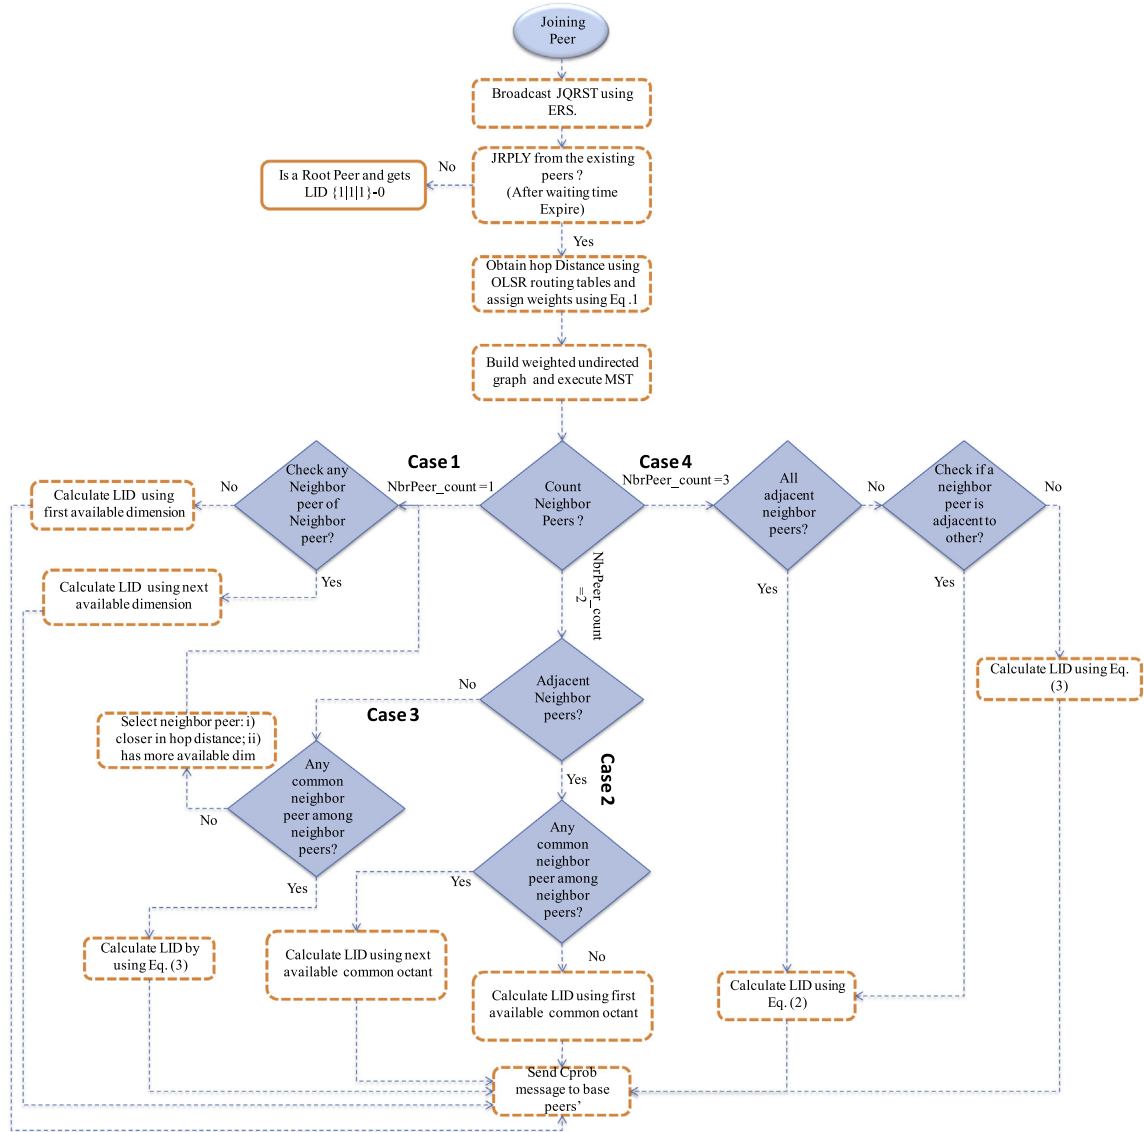 Joining
Peer
Broadcast JQRST using
ERS.
JRPLY from the existing
peers ?
(After waiting time
Expire)
No
Is a Root Peer and gets
LID {1|1|1}-0
Yes
Obtain hop Distance using
OLSR routing tables and
assign weights using Eq .1
Build weighted undirected
graph and execute MST
Count
Neighbor
Peers ?
Case 1
NbrPeer_count =1
Check any
Neighbor
peer of
Neighbor
peer?
No
Calculate LID using
first available dimension
Yes
Calculate LID using next
available dimension
Case 4
NbrPeer_count =3
All
adjacent
neighbor
peers?
No
Check if a
neighbor
peer is
adjacent to
other?
No
Yes
Yes
Calculate LID using Eq.
(3)
NbrPeer_count
=2
Adjacent
Neighbor
peers?
No
Case 3
Select neighbor peer: i)
closer in hop distance; ii)
has more available dim
Any
common
neighbor
peer among
neighbor
peers?
No
Yes
Calculate LID by
using Eq. (3)
Yes
Case 2
Any
common
neighbor
peer among
neighbor
peers?
Yes
Calculate LID using next
available common octant
No
Calculate LID using first
available common octant
Calculate LID using
Eq. (2)
Send Cprob
message to base
peers’